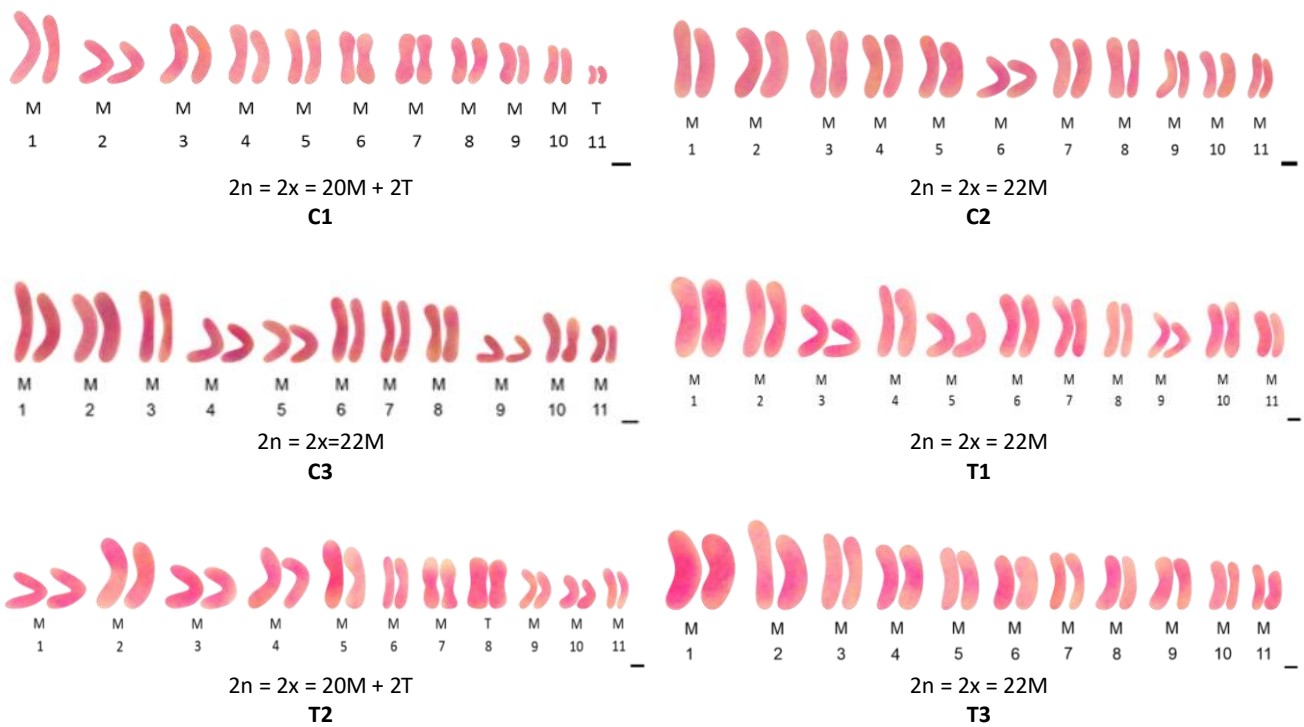 M M M M M M M M M M T
1 2 3 4 5 6 7 8 9 10 11
2n = 2x = 20M + 2T
C1
M M M M M M M M M M M
1 2 3 4 5 6 7 8 9 10 11
2n = 2x = 22M
C2
M M M M M M M M M M M
1 2 3 4 5 6 7 8 9 10 11
2n = 2x=22M
C3
M M M M M M M M M M M
1 2 3 4 5 6 7 8 9 10 11
2n = 2x = 22M
T1
M M M M M M M T M M M
1 2 3 4 5 6 7 8 9 10 11
2n = 2x = 20M + 2T
T2
M M M M M M M M M M M
1 2 3 4 5 6 7 8 9 10 11
2n = 2x = 22M
T3